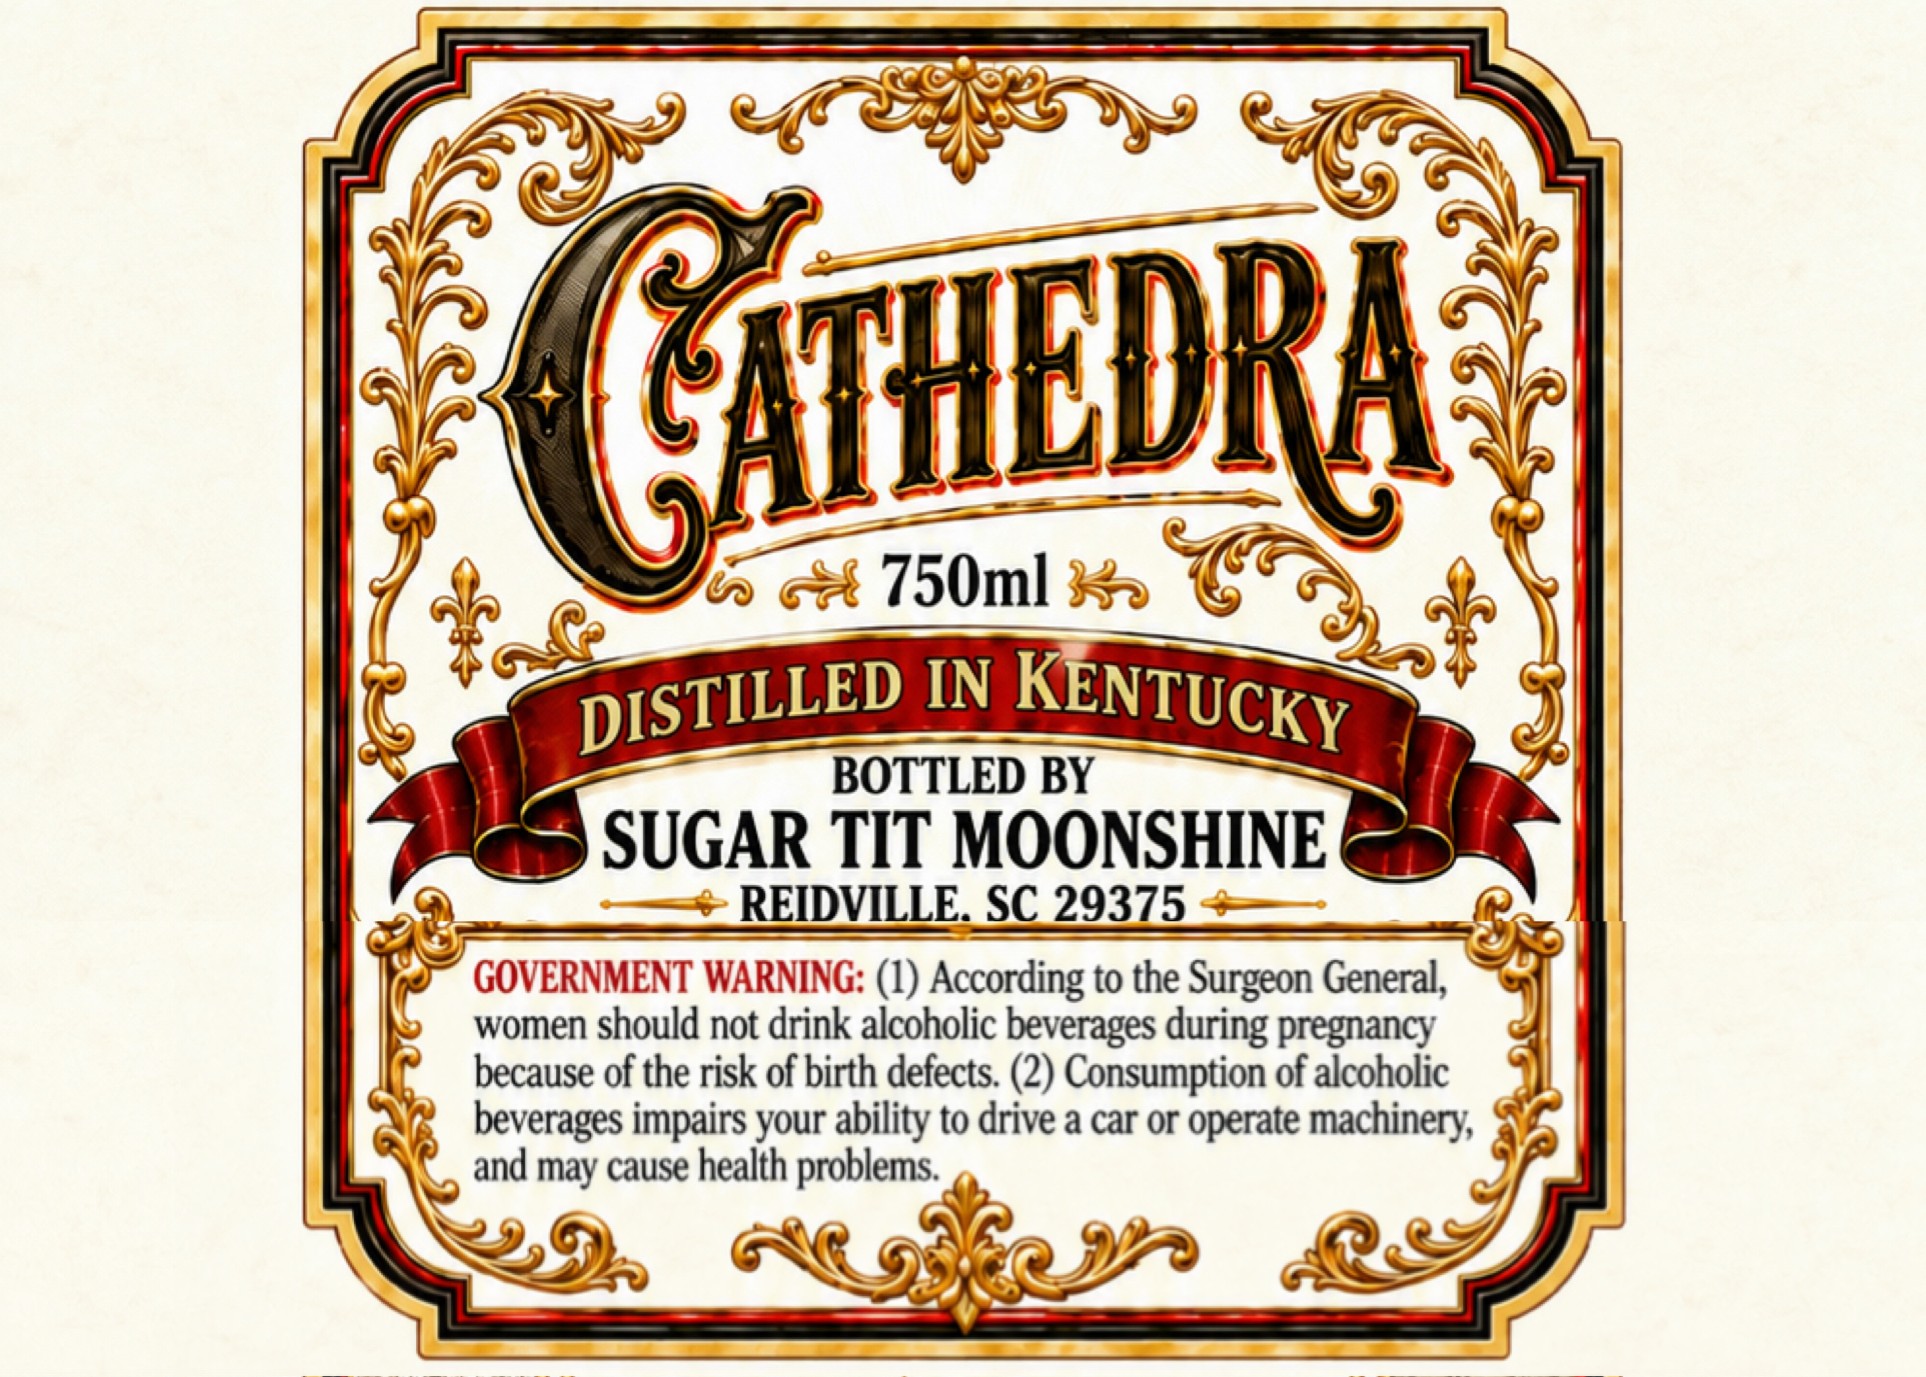 CATHEDRA
750ml
DISTILLED IN KENTUCKY
BOTTLED BY
SUGAR TIT MOONSHINE
REIDVILLE, SC 29375
GOVERNMENT WARNING: (1) According to the Surgeon General,
women should not drink alcoholic beverages during pregnancy
because of the risk of birth defects. (2) Consumption of alcoholic
beverages impairs your ability to drive a car or operate machinery,
and may cause health problems.